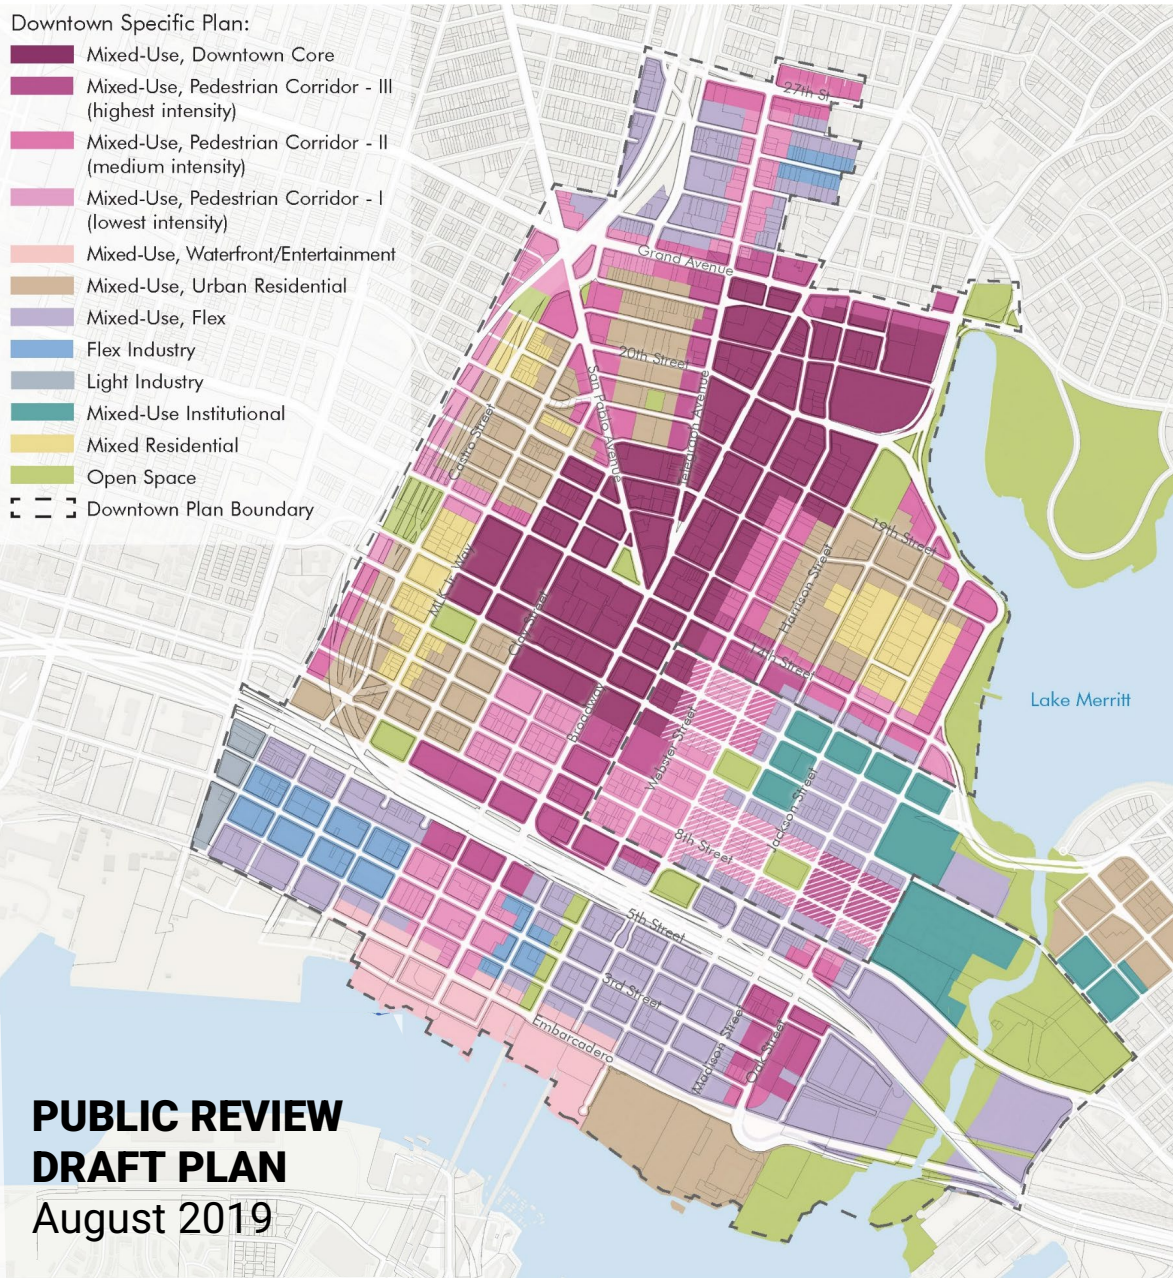 Downtown Specific Plan:
Mixed-Use, Downtown Core
Mixed-Use, Pedestrian Corridor - III
(highest intensity)
Mixed-Use, Pedestrian Corridor - II
(medium intensity)
Mixed-Use, Pedestrian Corridor - I
(lowest intensity)
Mixed-Use, Waterfront/Entertainment
Mixed-Use, Urban Residential
Mixed-Use, Flex
Flex Industry
Light Industry
Mixed-Use Institutional
Mixed Residential
Open Space
Downtown Plan Boundary
27th St
Grand Avenue
20th Street
San Pablo Avenue
Telegraph Avenue
Castro Street
19th Street
MLK Jr. Way
Clay Street
Harrison Street
14th Street
Broadway
Webster Street
Lake Merritt
Jackson Street
8th Street
5th Street
3rd Street
Madison Street
Oak Street
Embarcadero
PUBLIC REVIEW
DRAFT PLAN
August 2019